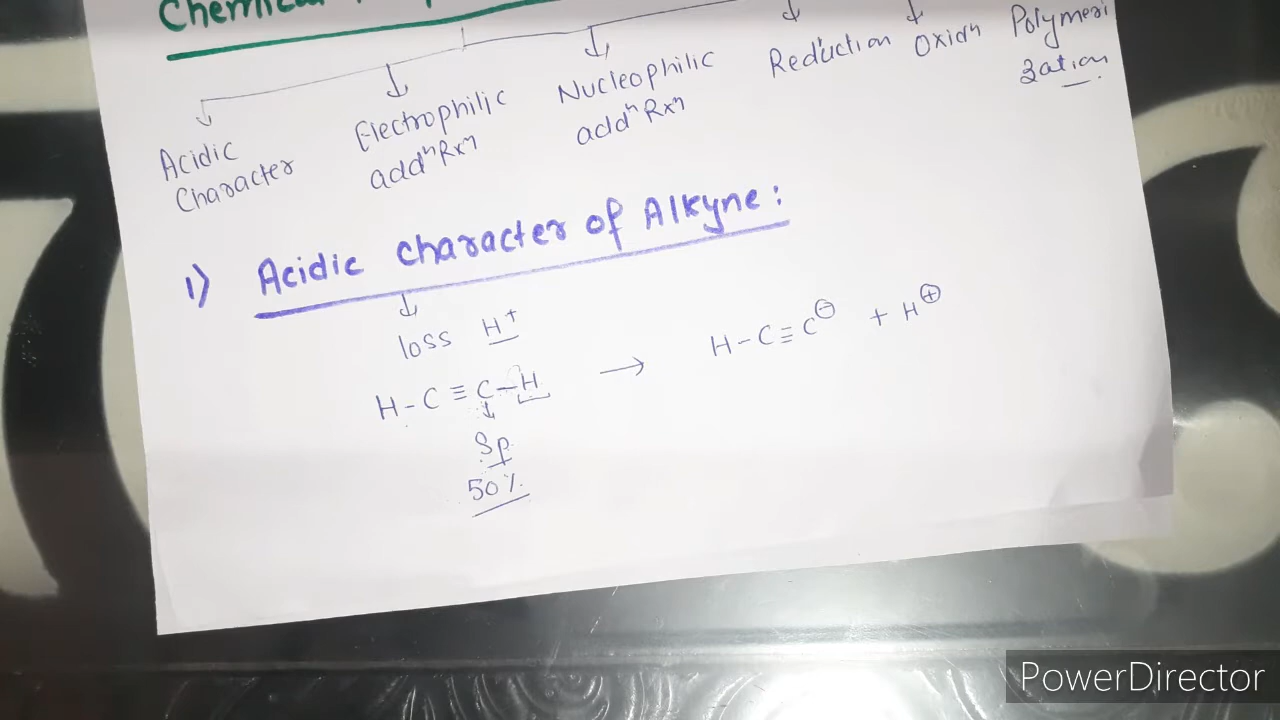 Chemical
Acidic
Character
Electrophilic
addⁿ Rxⁿ
Nucleophilic
addⁿ Rxⁿ
Reduction
Oxidⁿ
Polymeri
zation
1) Acidic character of Alkyne:
loss H⁺
H-C≡C-H → H-C≡C⊖ + H⊕
Sp
50%
PowerDirector